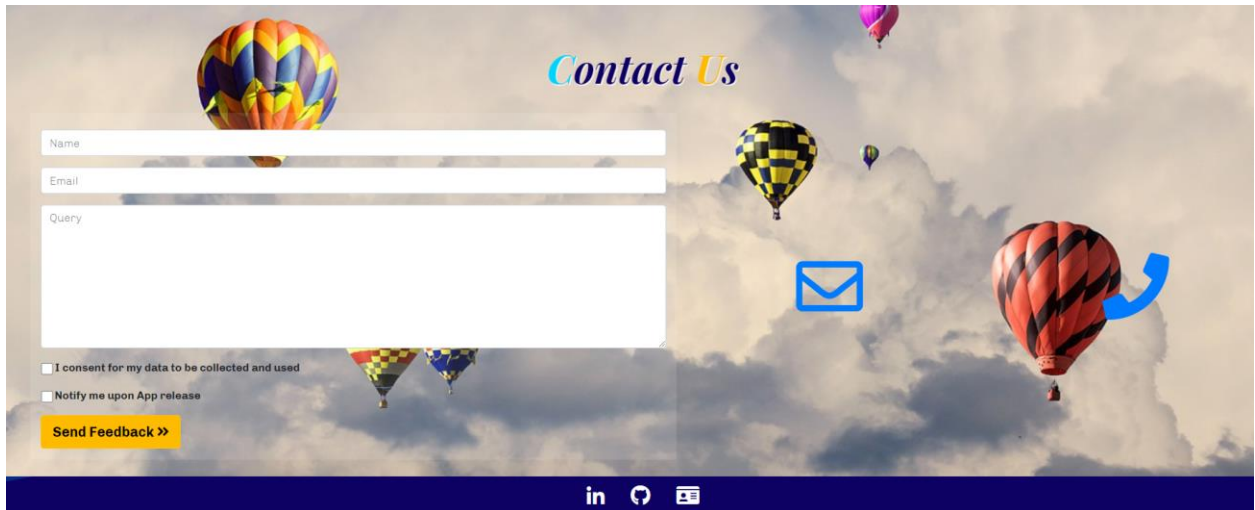 Contact Us
Name
Email
Query
I consent for my data to be collected and used
Notify me upon App release
Send Feedback »
in